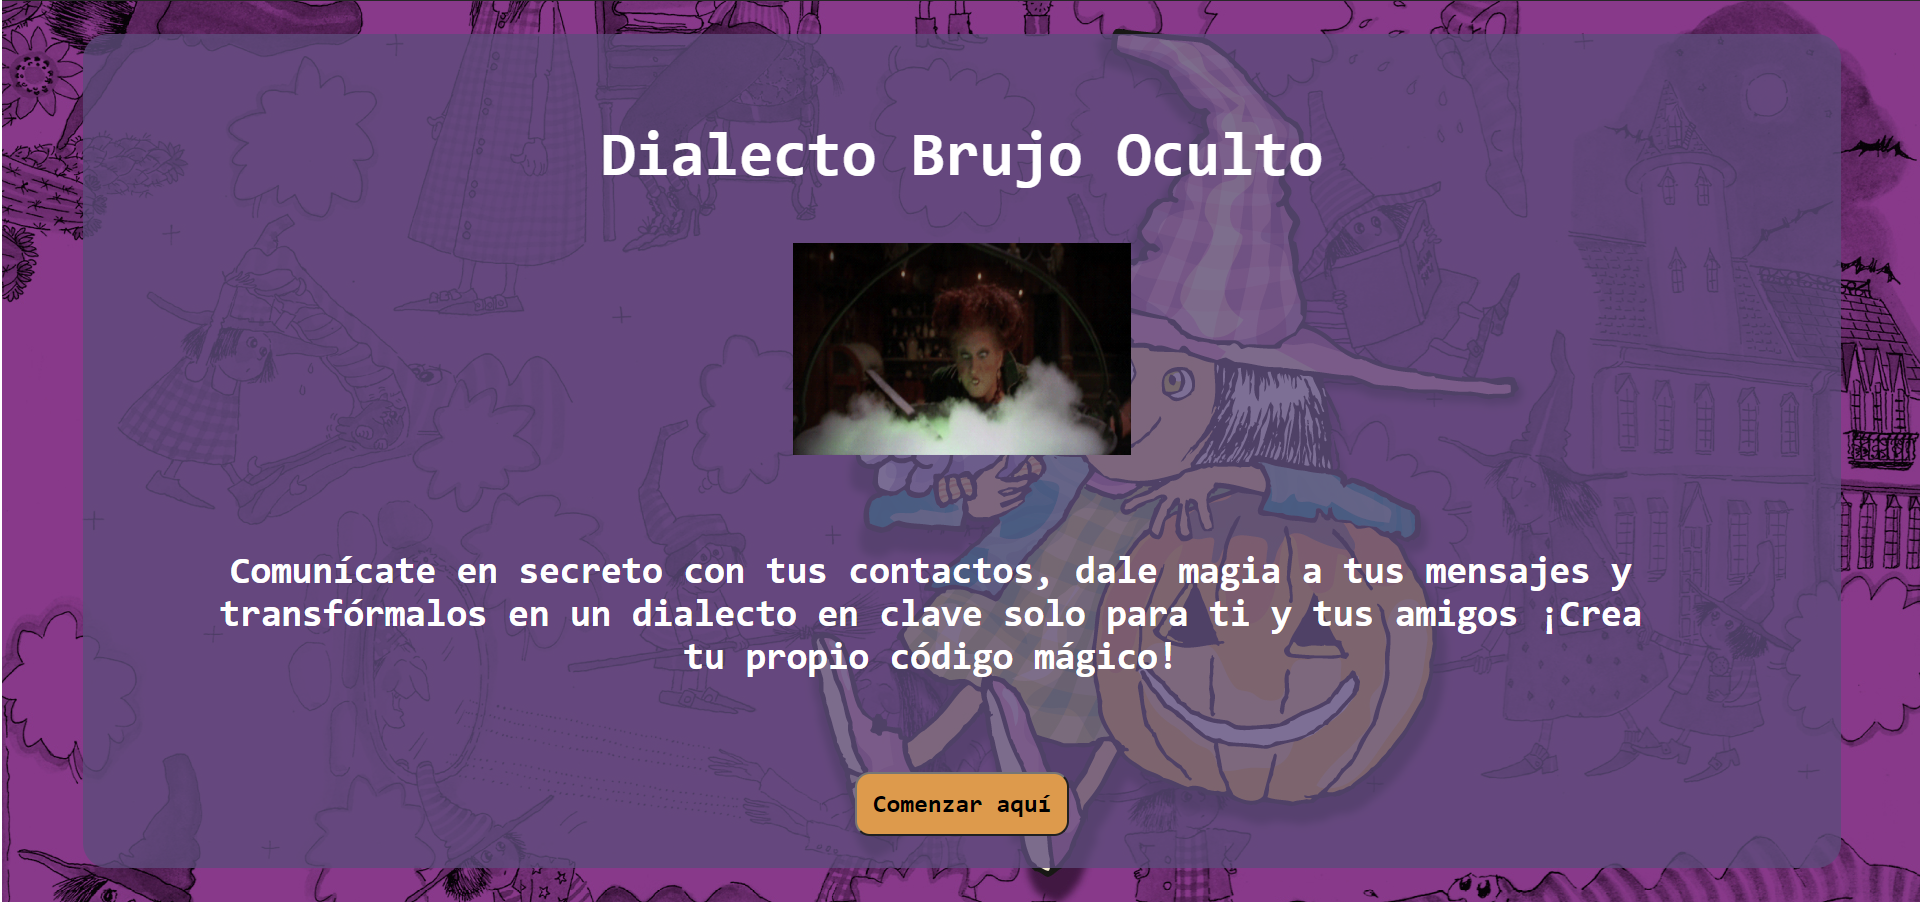 Dialecto Brujo Oculto
Comunícate en secreto con tus contactos, dale magia a tus mensajes y
transfórmalos en un dialecto en clave solo para ti y tus amigos ¡Crea
tu propio código mágico!
Comenzar aquí